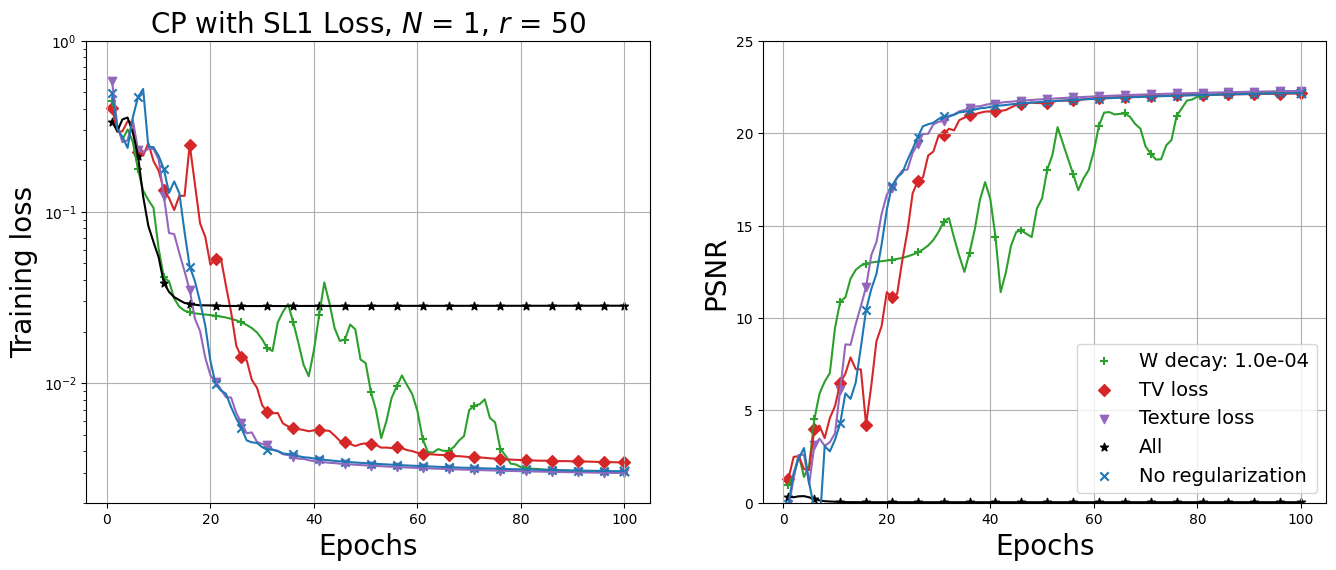 CP with SL1 Loss, N = 1, r = 50
Training loss
10⁰
10⁻¹
10⁻²
0 20 40 60 80 100
Epochs
PSNR
25
20
15
10
5
0
0 20 40 60 80 100
Epochs
W decay: 1.0e-04
TV loss
Texture loss
All
No regularization